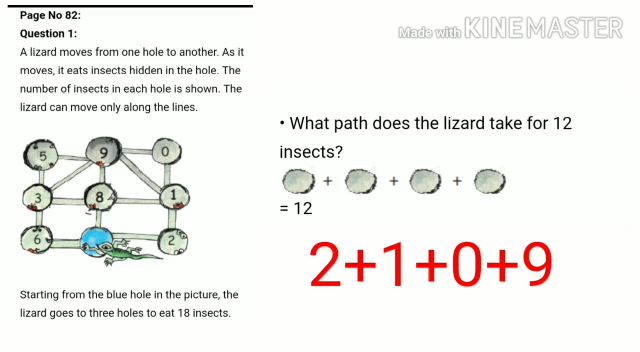 Page No 82:
Question 1:
A lizard moves from one hole to another. As it
moves, it eats insects hidden in the hole. The
number of insects in each hole is shown. The
lizard can move only along the lines.
5 9 0
3 8 1
6 2
Starting from the blue hole in the picture, the
lizard goes to three holes to eat 18 insects.
Made with KINEMASTER
• What path does the lizard take for 12
insects?
+ + +
= 12
2+1+0+9